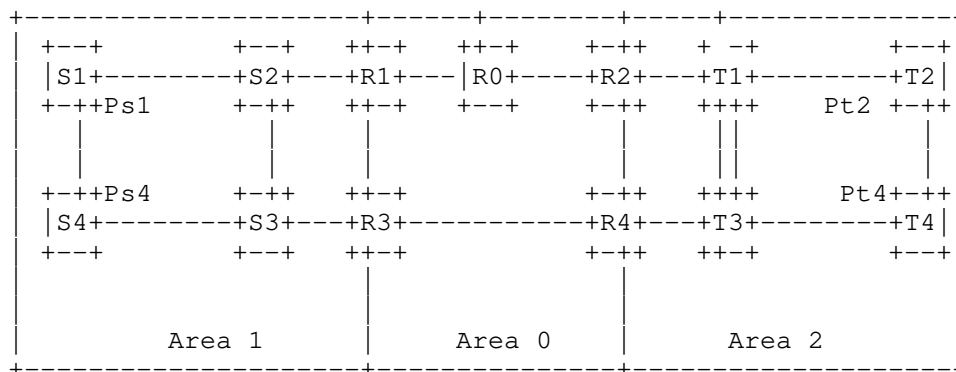 S1 S2 R1 R0 R2 T1 T2
Ps1 Pt2
Ps4 Pt4
S4 S3 R3 R4 T3 T4
Area 1 Area 0 Area 2